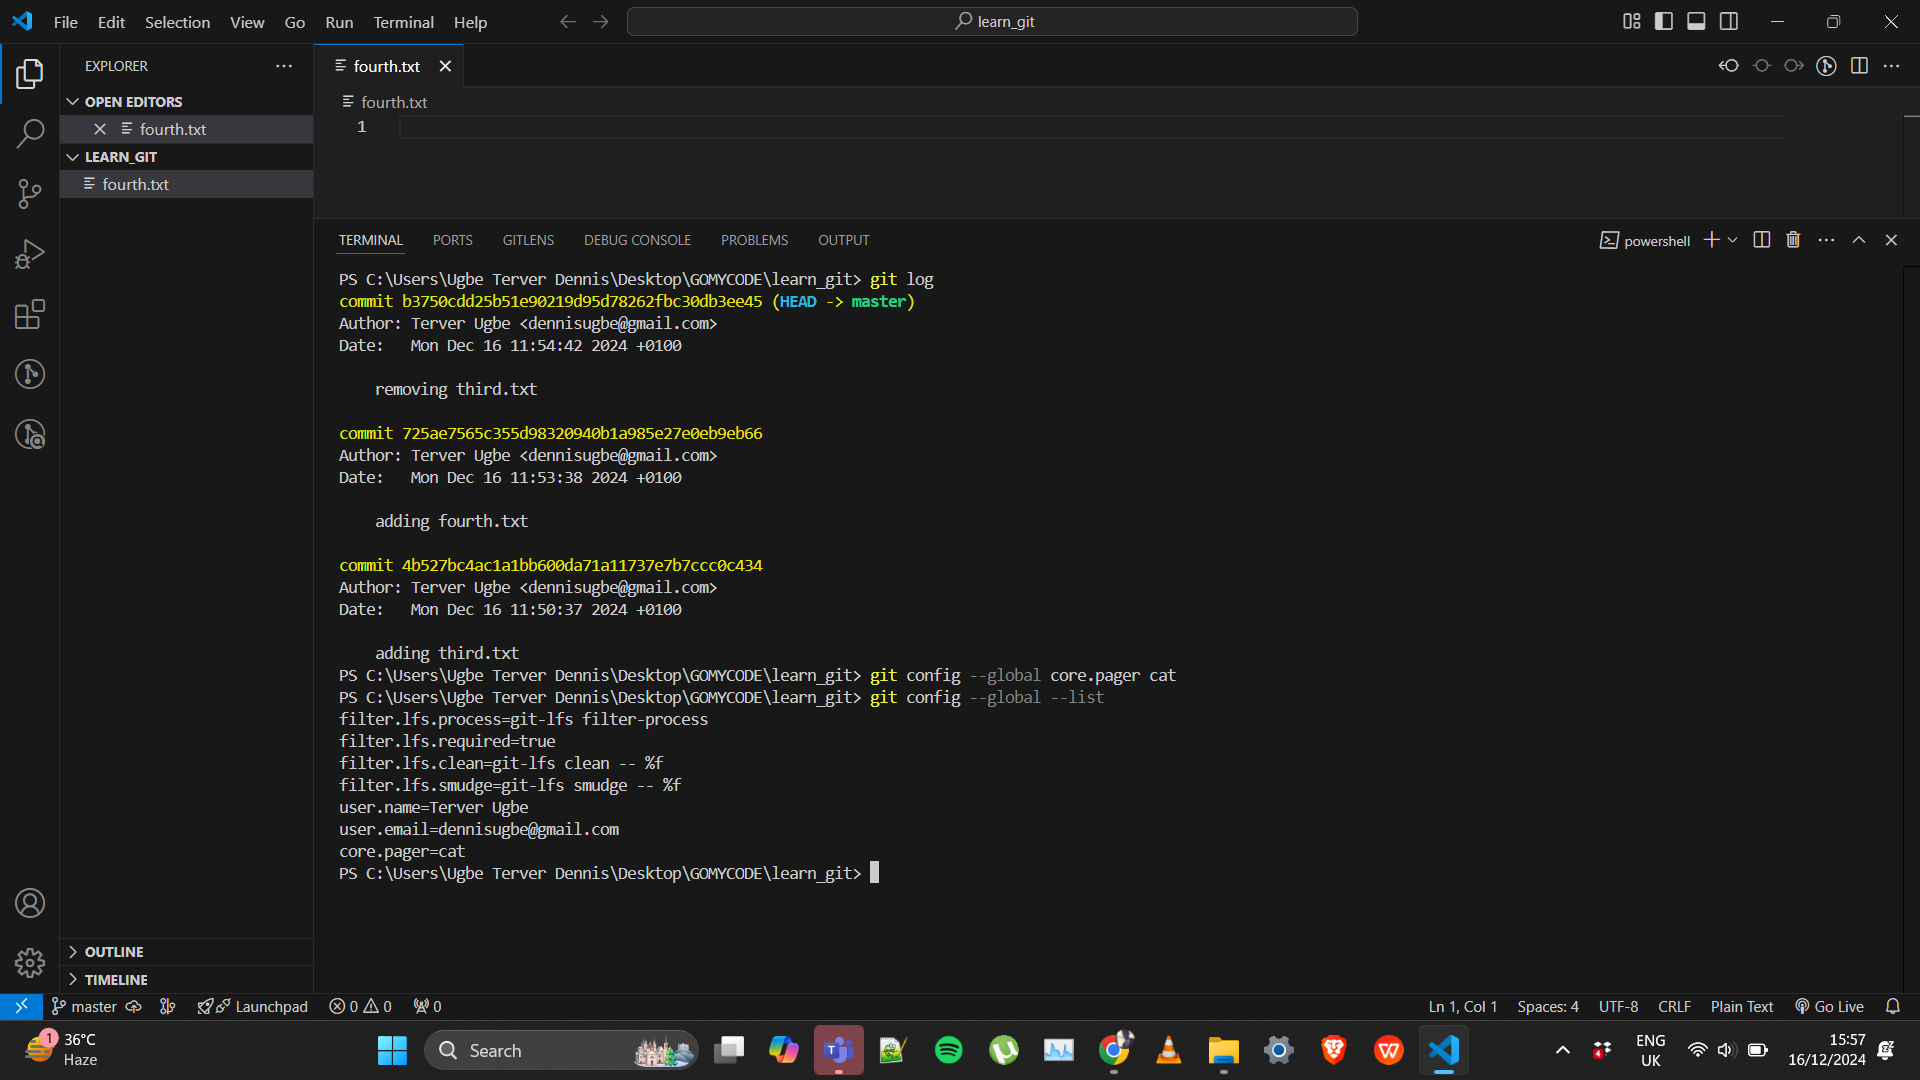 File Edit Selection View Go Run Terminal Help
learn_git
EXPLORER
OPEN EDITORS
fourth.txt
LEARN_GIT
fourth.txt
OUTLINE
TIMELINE
fourth.txt
fourth.txt
1
TERMINAL PORTS GITLENS DEBUG CONSOLE PROBLEMS OUTPUT
powershell
PS C:\Users\Ugbe Terver Dennis\Desktop\GOMYCODE\learn_git> git log
commit b3750cdd25b51e90219d95d78262fbc30db3ee45 (HEAD -> master)
Author: Terver Ugbe <dennisugbe@gmail.com>
Date:   Mon Dec 16 11:54:42 2024 +0100
removing third.txt
commit 725ae7565c355d98320940b1a985e27e0eb9eb66
Author: Terver Ugbe <dennisugbe@gmail.com>
Date:   Mon Dec 16 11:53:38 2024 +0100
adding fourth.txt
commit 4b527bc4ac1a1bb600da71a11737e7b7ccc0c434
Author: Terver Ugbe <dennisugbe@gmail.com>
Date:   Mon Dec 16 11:50:37 2024 +0100
adding third.txt
PS C:\Users\Ugbe Terver Dennis\Desktop\GOMYCODE\learn_git> git config --global core.pager cat
PS C:\Users\Ugbe Terver Dennis\Desktop\GOMYCODE\learn_git> git config --global --list
filter.lfs.process=git-lfs filter-process
filter.lfs.required=true
filter.lfs.clean=git-lfs clean -- %f
filter.lfs.smudge=git-lfs smudge -- %f
user.name=Terver Ugbe
user.email=dennisugbe@gmail.com
core.pager=cat
PS C:\Users\Ugbe Terver Dennis\Desktop\GOMYCODE\learn_git>
master Launchpad 0 0 0
Ln 1, Col 1 Spaces: 4 UTF-8 CRLF Plain Text Go Live
1
36°C
Haze
Search
4
ENG
UK
15:57
16/12/2024